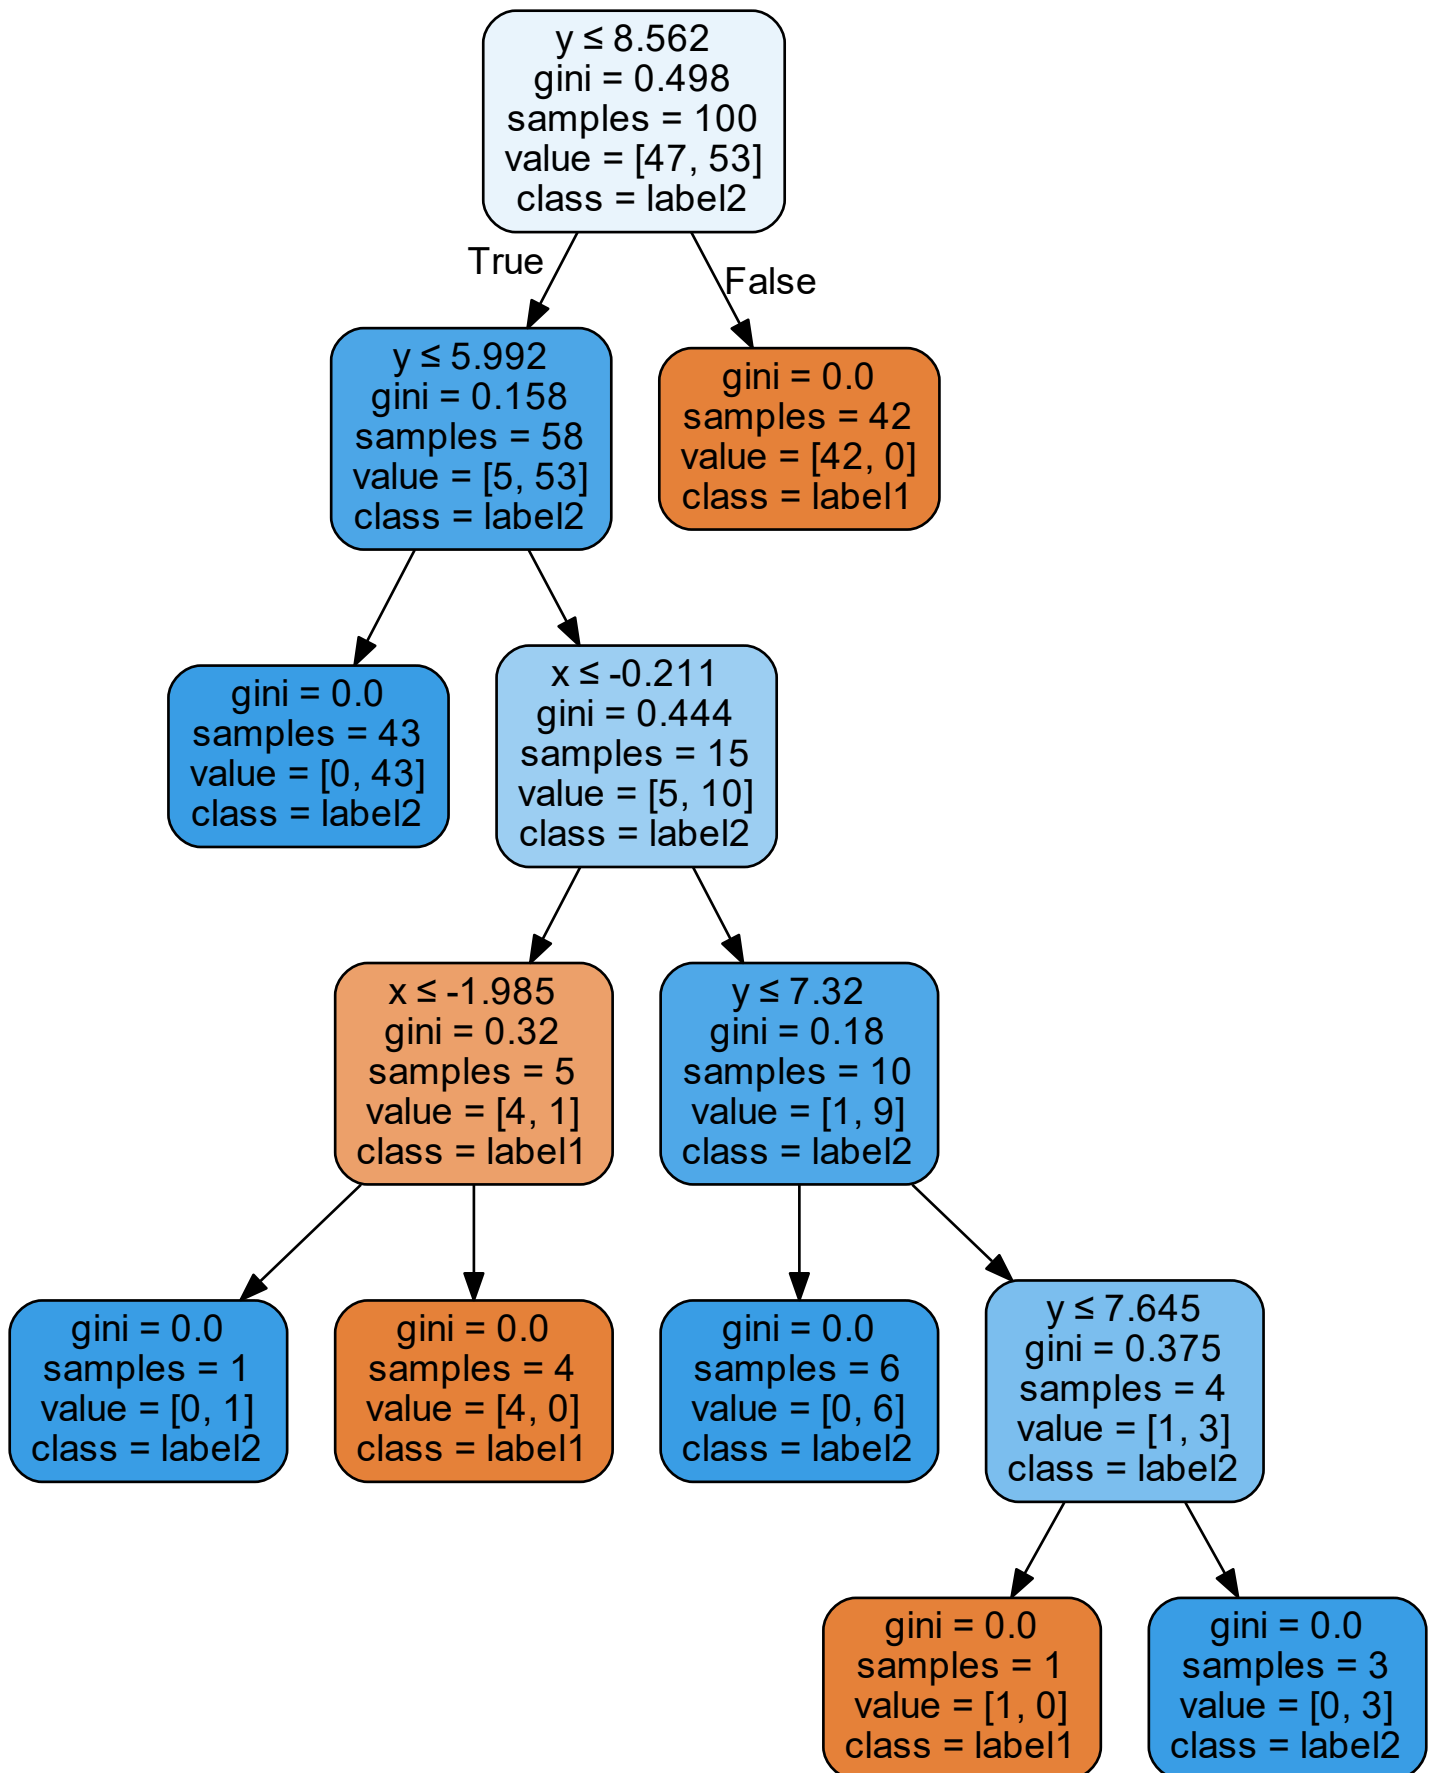 y ≤ 8.562
gini = 0.498
samples = 100
value = [47, 53]
class = label2
True
False
y ≤ 5.992
gini = 0.158
samples = 58
value = [5, 53]
class = label2
gini = 0.0
samples = 42
value = [42, 0]
class = label1
gini = 0.0
samples = 43
value = [0, 43]
class = label2
x ≤ -0.211
gini = 0.444
samples = 15
value = [5, 10]
class = label2
x ≤ -1.985
gini = 0.32
samples = 5
value = [4, 1]
class = label1
y ≤ 7.32
gini = 0.18
samples = 10
value = [1, 9]
class = label2
gini = 0.0
samples = 1
value = [0, 1]
class = label2
gini = 0.0
samples = 4
value = [4, 0]
class = label1
gini = 0.0
samples = 6
value = [0, 6]
class = label2
y ≤ 7.645
gini = 0.375
samples = 4
value = [1, 3]
class = label2
gini = 0.0
samples = 1
value = [1, 0]
class = label1
gini = 0.0
samples = 3
value = [0, 3]
class = label2